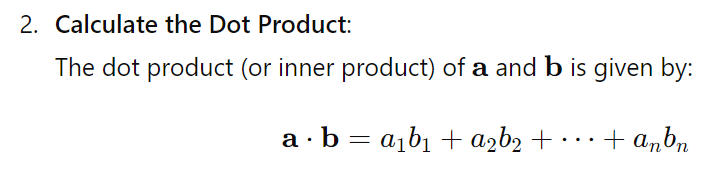 2. Calculate the Dot Product:
The dot product (or inner product) of a and b is given by:
a · b = a₁b₁ + a₂b₂ + ··· + aₙbₙ